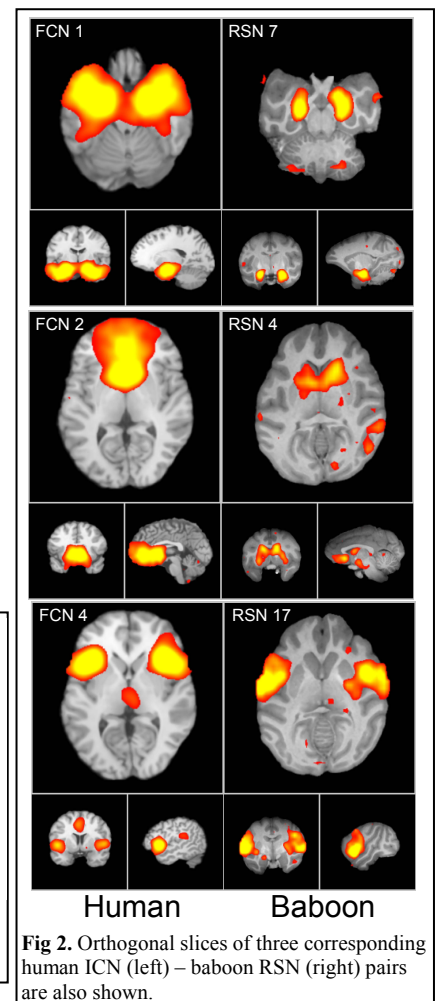 FCN 1 RSN 7
FCN 2 RSN 4
FCN 4 RSN 17
Human Baboon
Fig 2. Orthogonal slices of three corresponding
human ICN (left) – baboon RSN (right) pairs
are also shown.